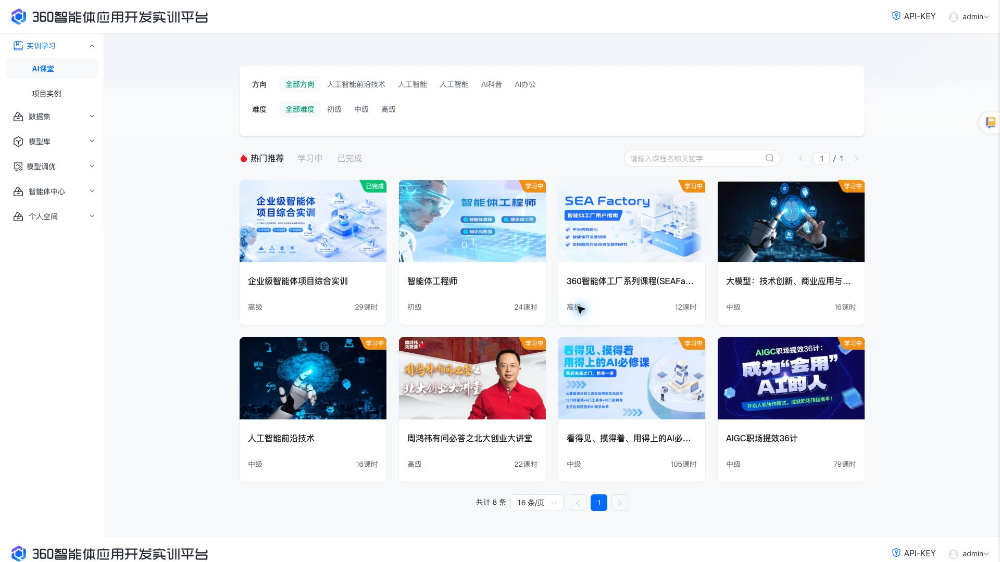 360智能体应用开发实训平台
API-KEY
admin
实训学习
AI课堂
项目实例
数据集
模型库
模型调优
智能体中心
个人空间
方向 全部方向 人工智能前沿技术 人工智能 人工智能 AI科普 AI办公
难度 全部难度 初级 中级 高级
热门推荐 学习中 已完成
请输入课程名称关键字
1 / 1
已完成
企业级智能体
项目综合实训
企业级智能体项目综合实训
高级 29课时
学习中
智能体工程师
智能体原理 提示词工程
知识与数据
智能体工程师
初级 24课时
学习中
SEA Factory
智能体工厂用户指南
平台架构核心
智能体开发全流程
实际落地方法及典型案例研究
SEA Factory
360智能体工厂系列课程(SEAFa...
高级 12课时
学习中
大模型：技术创新、商业应用与...
中级 16课时
学习中
AI
人工智能前沿技术
中级 16课时
学习中
周鸿祎
免费课
周鸿祎有问必答之
北大创业大讲堂
周鸿祎有问必答之北大创业大讲堂
高级 22课时
学习中
看得见、摸得着
用得上的AI必修课
开启未来之门，抢先一步
从基础理论到工具实操再到实战应用
15门科普课+6门工具课+10门案例课
全方位构建您的AI知识体系
看得见、摸得着、用得上的AI必...
中级 105课时
学习中
AIGC职场提效36计：
成为“会用”
AI的人
开启人机协作模式，成就职场顶级高手！
AIGC职场提效36计
中级 79课时
共计 8 条 16 条/页 1
360智能体应用开发实训平台
API-KEY
admin